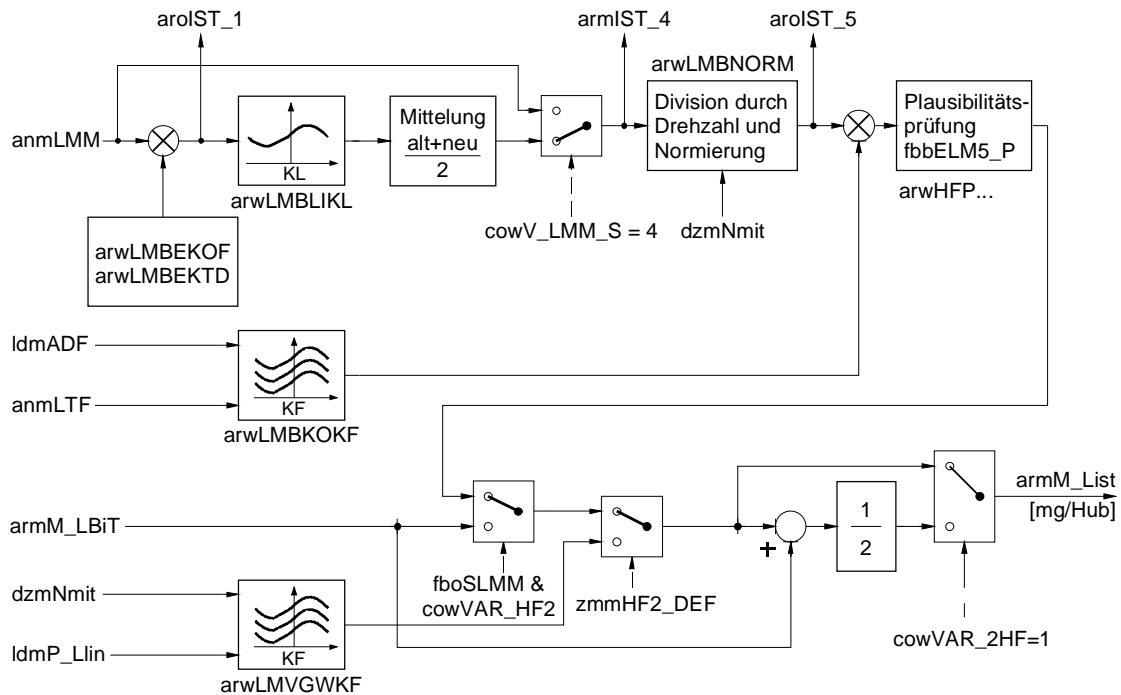 aroIST_1
armIST_4
aroIST_5
arwLMBNORM
anmLMM
KL
arwLMBLIKL
Mittelung
alt+neu
2
Division durch
Drehzahl und
Normierung
Plausibilitäts-
prüfung
fbbELM5_P
arwHFP...
cowV_LMM_S = 4
dzmNmit
arwLMBEKOF
arwLMBEKTD
ldmADF
anmLTF
KF
arwLMBKOKF
armM_LBiT
dzmNmit
ldmP_Llin
KF
arwLMVGWKF
fboSLMM &
cowVAR_HF2
zmmHF2_DEF
+
1
2
armM_List
[mg/Hub]
cowVAR_2HF=1